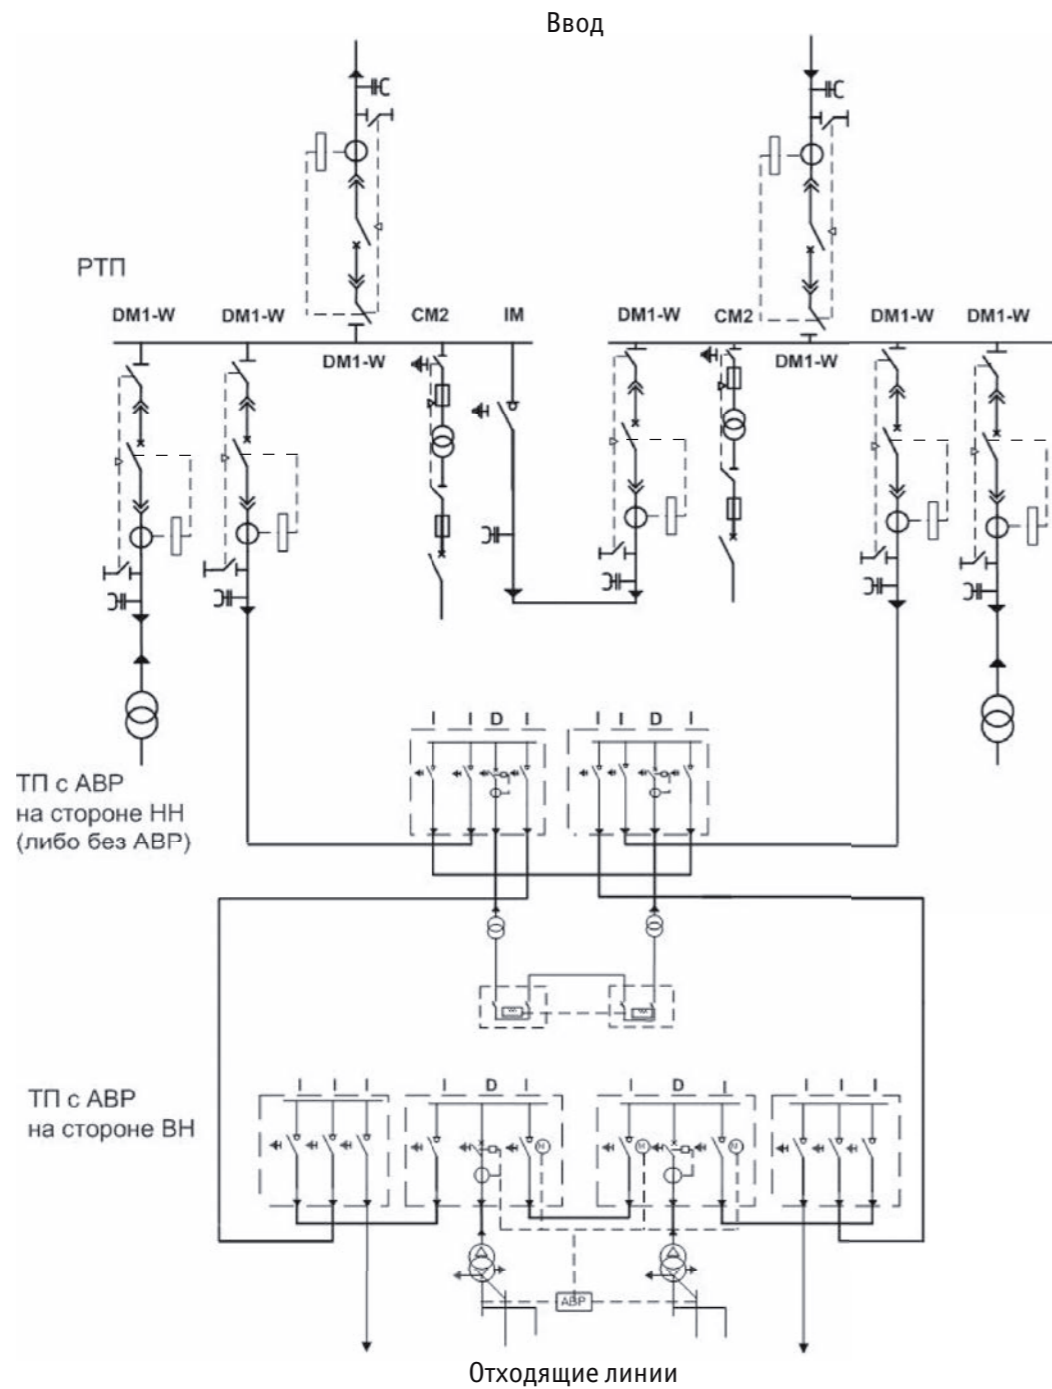 Ввод
РТП
DM1-W
DM1-W
CM2
IM
DM1-W
CM2
DM1-W
DM1-W
DM1-W
DM1-W
I I D I
I I D I
ТП с АВР
на стороне НН
(либо без АВР)
ТП с АВР
на стороне ВН
I I I
I D I
I D I
I I I
АВР
Отходящие линии